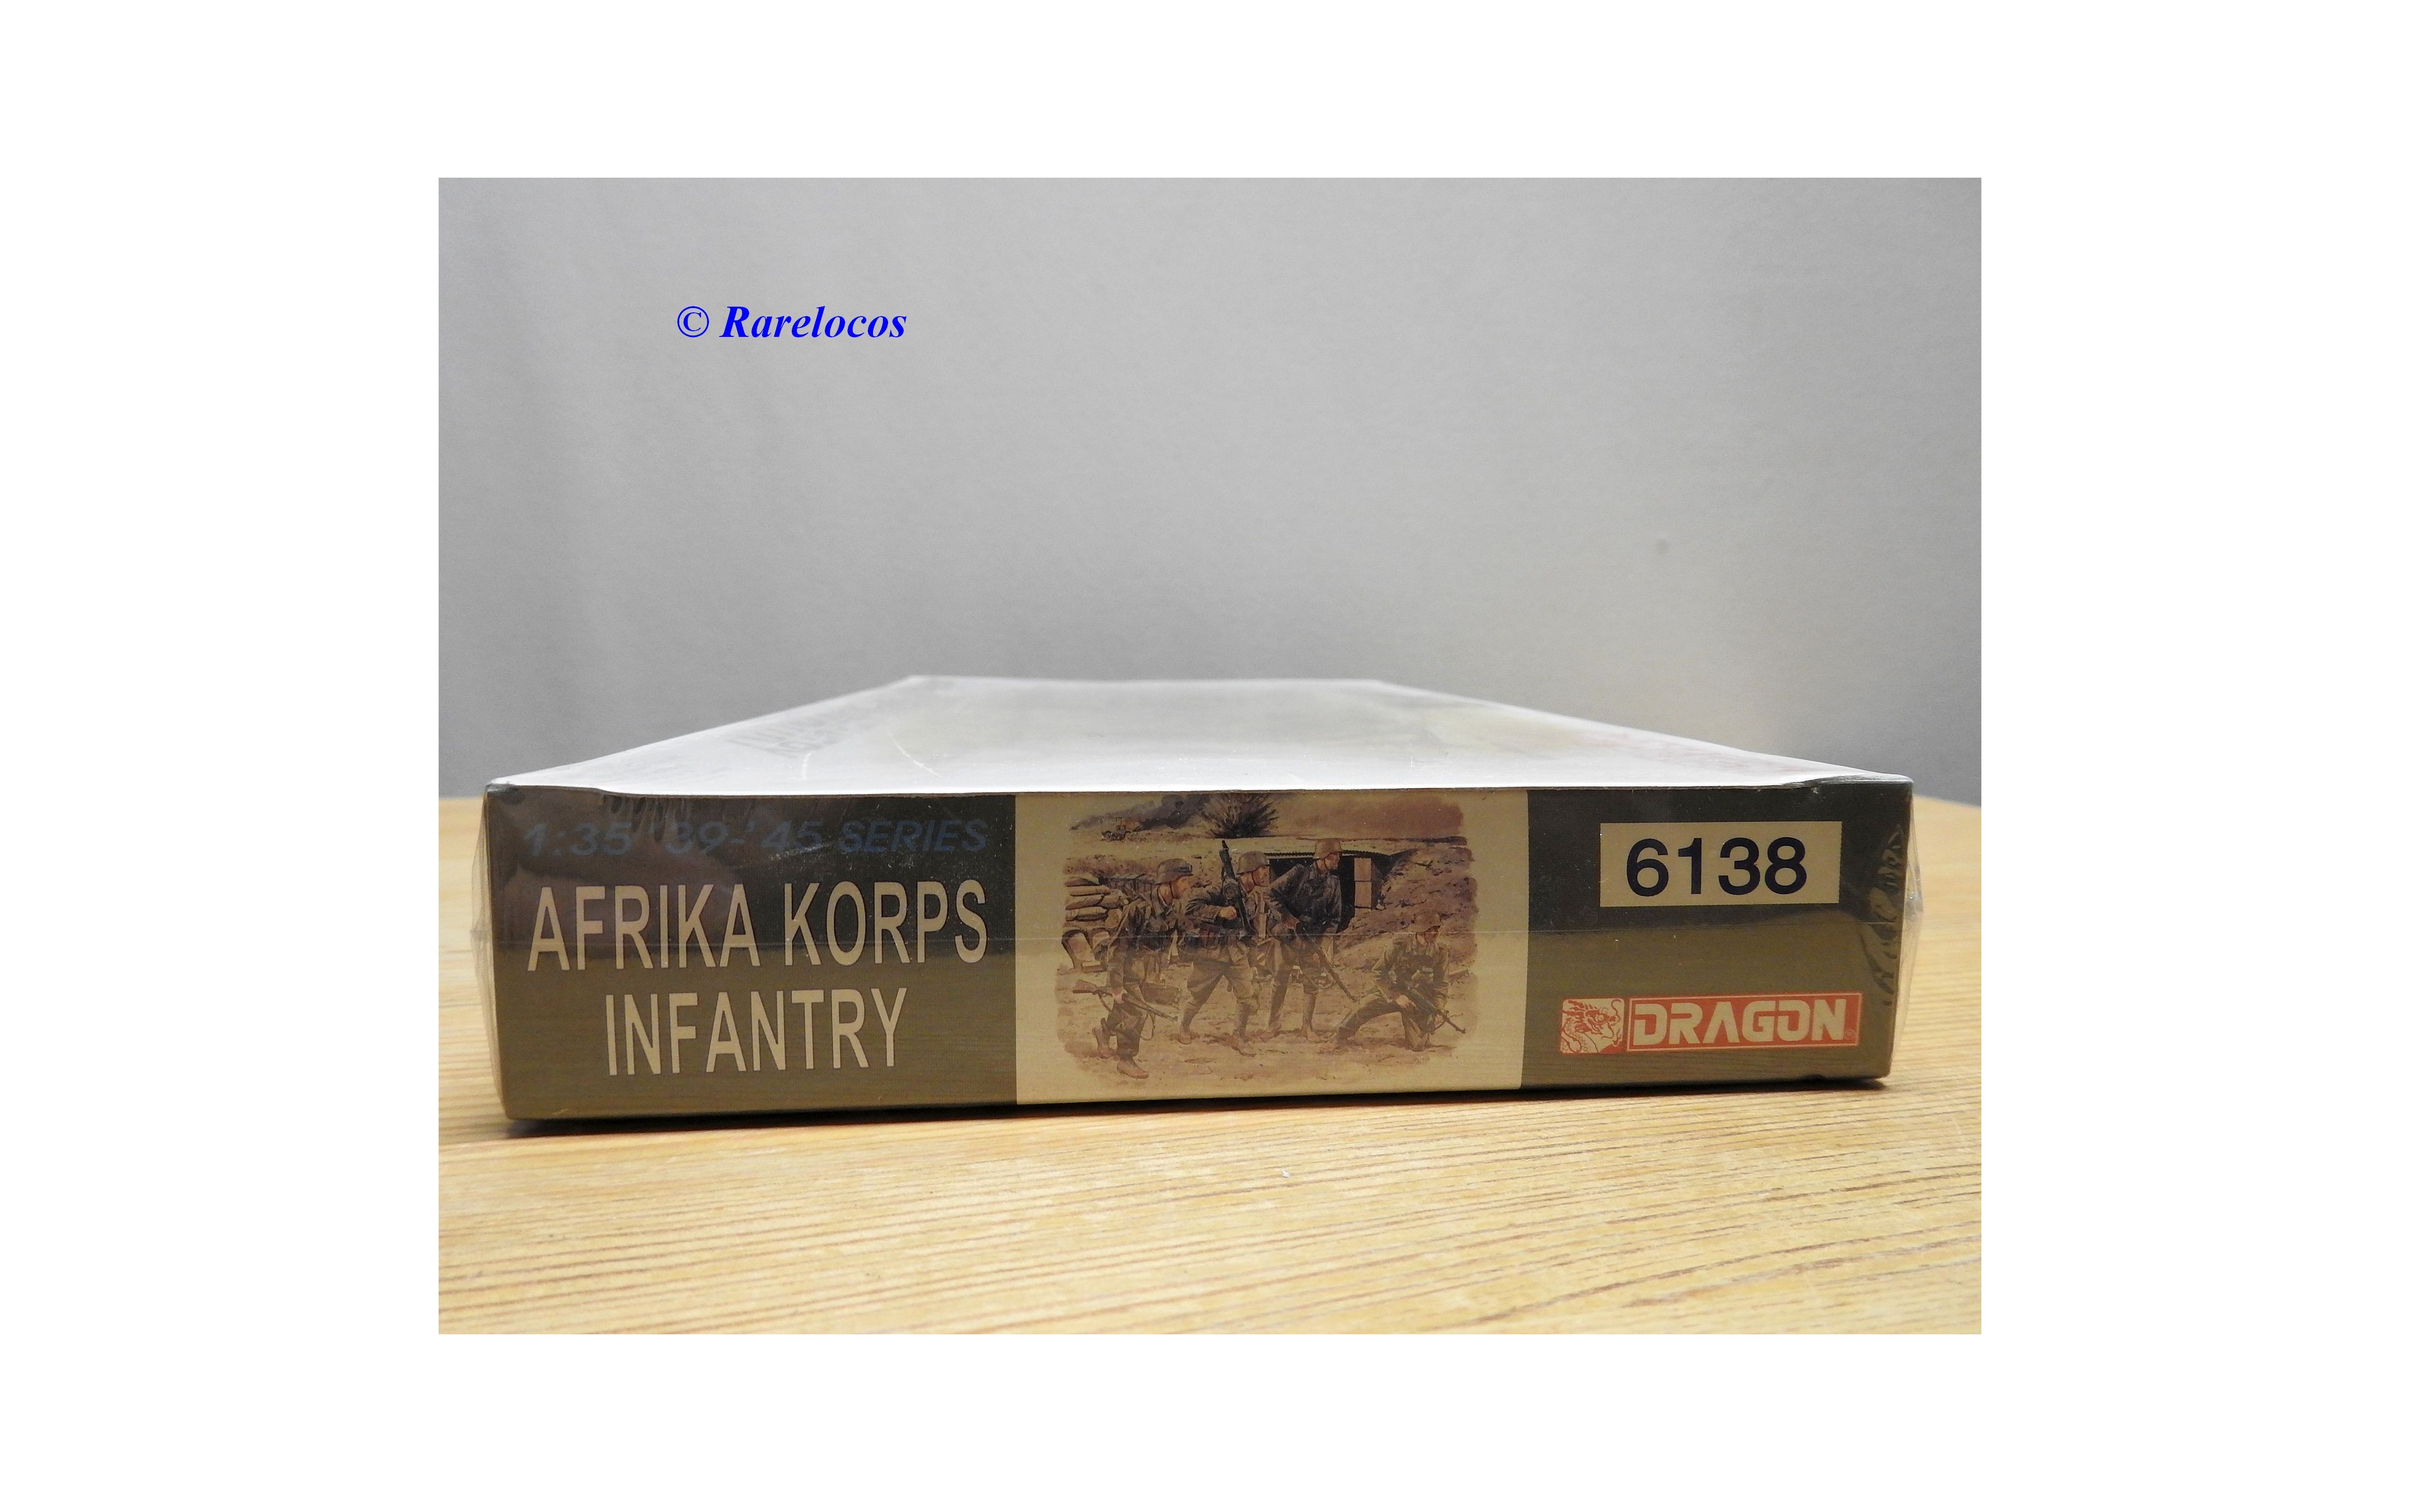 © Rarelocos
1:35 '39-'45 SERIES
AFRIKA KORPS
INFANTRY
6138
DRAGON